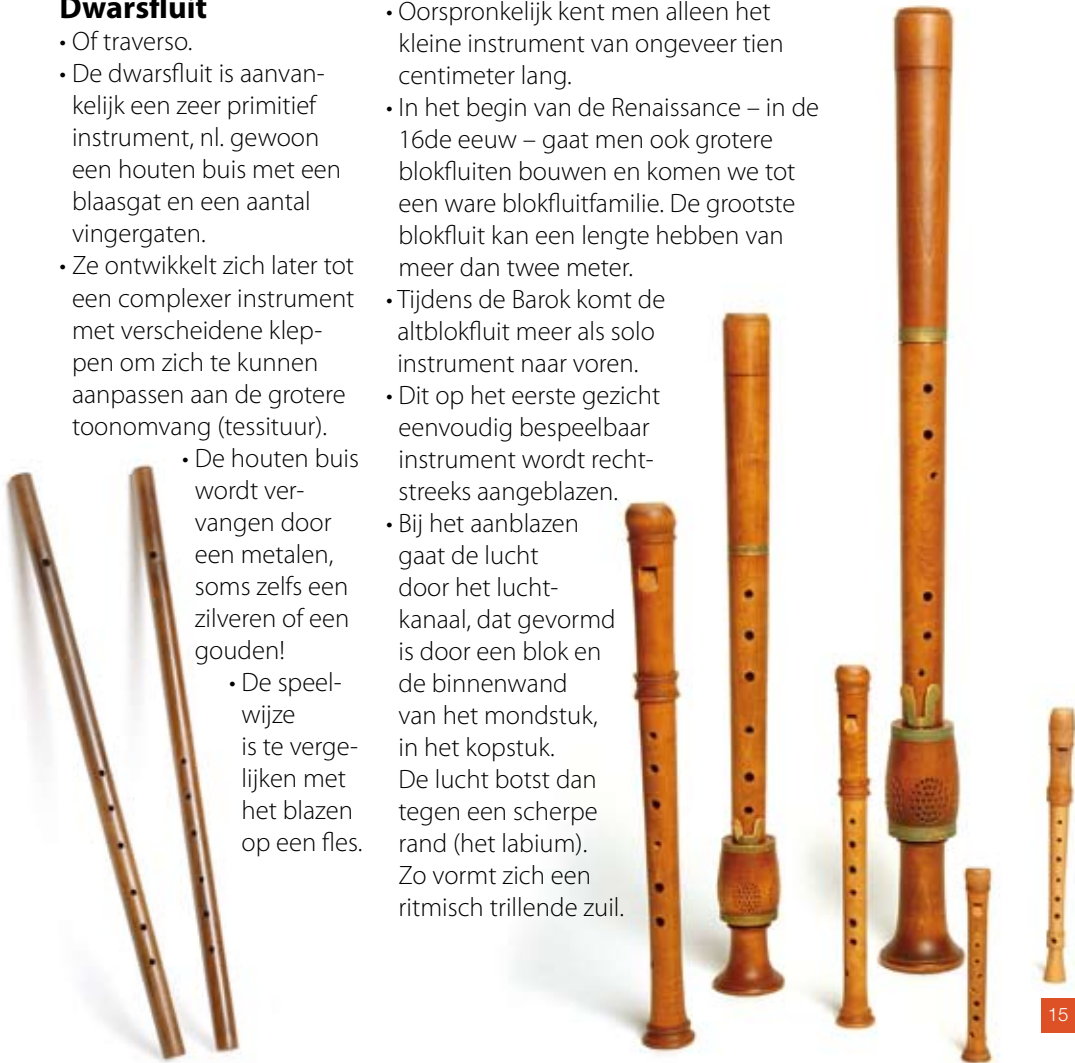 Dwarsfluit
• Of traverso.
• De dwarsfluit is aanvan-
kelijk een zeer primitief
instrument, nl. gewoon
een houten buis met een
blaasgat en een aantal
vingergaten.
• Ze ontwikkelt zich later tot
een complexer instrument
met verscheidene klep-
pen om zich te kunnen
aanpassen aan de grotere
toonomvang (tessituur).
• De houten buis
wordt ver-
vangen door
een metalen,
soms zelfs een
zilveren of een
gouden!
• De speel-
wijze
is te verge-
lijken met
het blazen
op een fles.
• Oorspronkelijk kent men alleen het
kleine instrument van ongeveer tien
centimeter lang.
• In het begin van de Renaissance – in de
16de eeuw – gaat men ook grotere
blokfluiten bouwen en komen we tot
een ware blokfluitfamilie. De grootste
blokfluit kan een lengte hebben van
meer dan twee meter.
• Tijdens de Barok komt de
altblokfluit meer als solo
instrument naar voren.
• Dit op het eerste gezicht
eenvoudig bespeelbaar
instrument wordt recht-
streeks aangeblazen.
• Bij het aanblazen
gaat de lucht
door het lucht-
kanaal, dat gevormd
is door een blok en
de binnenwand
van het mondstuk,
in het kopstuk.
De lucht botst dan
tegen een scherpe
rand (het labium).
Zo vormt zich een
ritmisch trillende zuil.
15